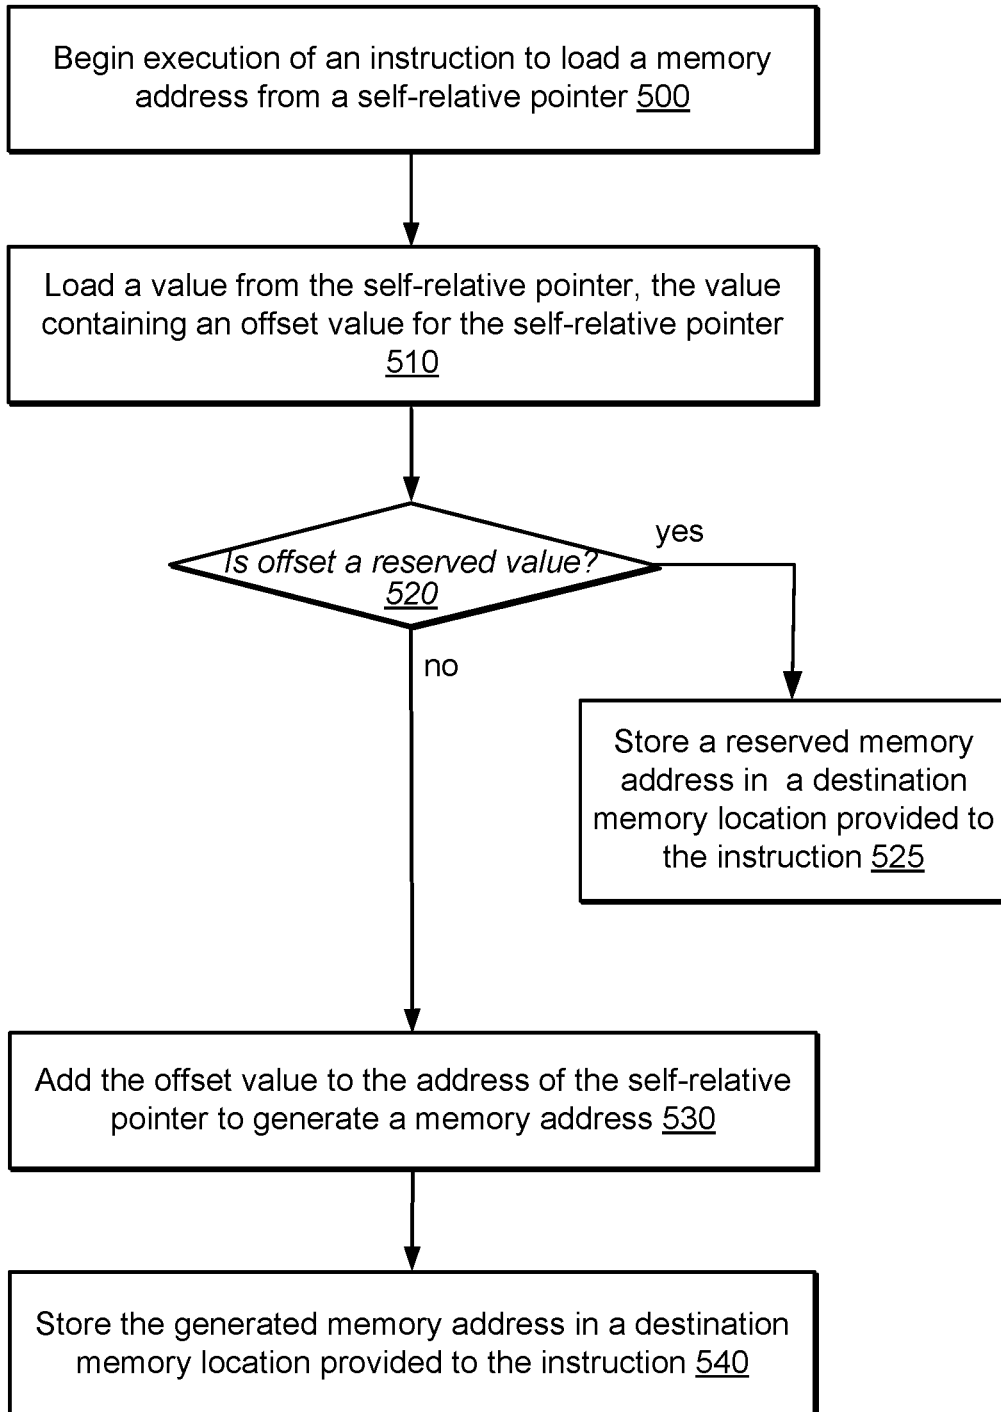 Begin execution of an instruction to load a memory
address from a self-relative pointer 500
Load a value from the self-relative pointer, the value
containing an offset value for the self-relative pointer
510
Is offset a reserved value?
520
yes
no
Store a reserved memory
address in a destination
memory location provided to
the instruction 525
Add the offset value to the address of the self-relative
pointer to generate a memory address 530
Store the generated memory address in a destination
memory location provided to the instruction 540